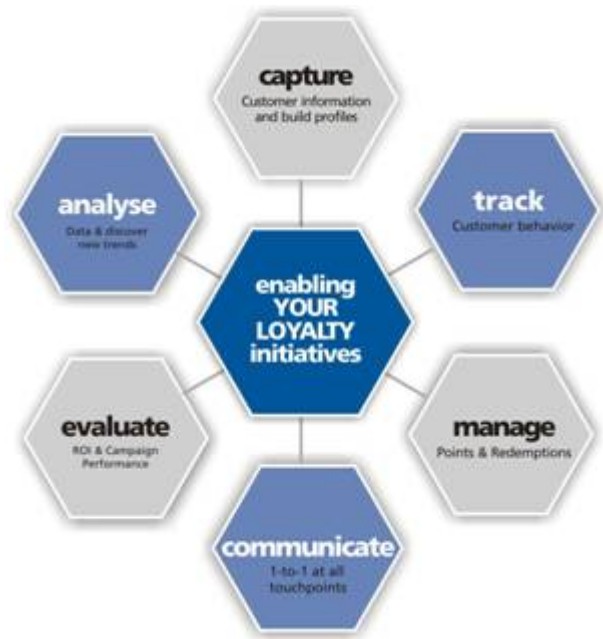 capture
Customer information
and build profiles
analyse
Data & discover
new trends
track
Customer behavior
enabling
YOUR
LOYALTY
initiatives
evaluate
ROI & Campaign
Performance
manage
Points & Redemptions
communicate
1-to-1 at all
touchpoints